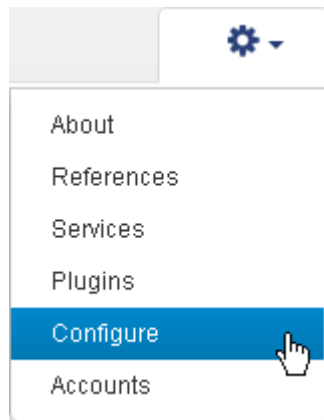 About
References
Services
Plugins
Configure
Accounts